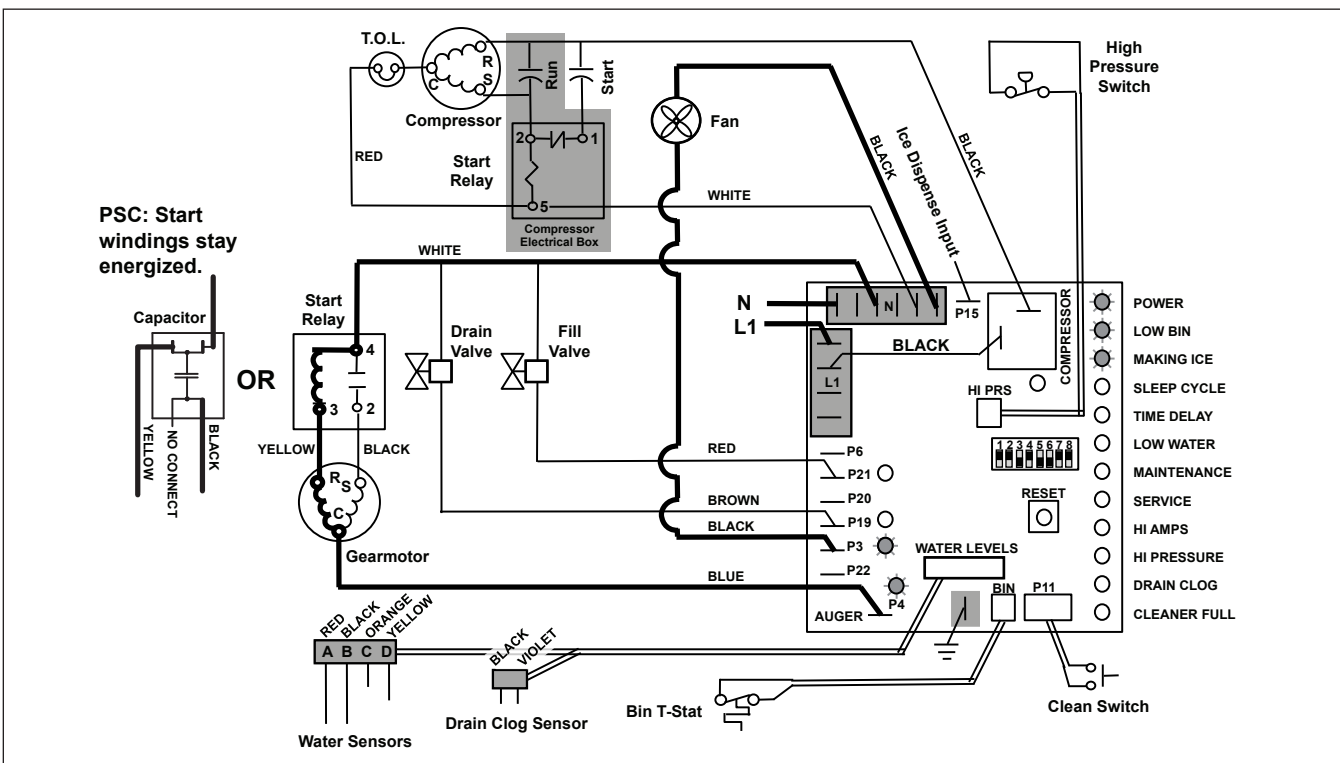 T.O.L.
R
S
C
Compressor
RED
Run
Start
2
1
Start
Relay
5
Compressor
Electrical Box
WHITE
Fan
BLACK
Ice Dispense Input
BLACK
High
Pressure
Switch
PSC: Start
windings stay
energized.
Capacitor
YELLOW
NO CONNECT
BLACK
OR
WHITE
Start
Relay
4
3
2
YELLOW
BLACK
R
S
C
Gearmotor
Drain
Valve
Fill
Valve
N
L1
N
P15
BLACK
L1
COMPRESSOR
HI PRS
1 2 3 4 5 6 7 8
RESET
RED
P6
P21
BROWN
P20
P19
BLACK
P3
P22
BLUE
P4
AUGER
WATER LEVELS
BIN
P11
POWER
LOW BIN
MAKING ICE
SLEEP CYCLE
TIME DELAY
LOW WATER
MAINTENANCE
SERVICE
HI AMPS
HI PRESSURE
DRAIN CLOG
CLEANER FULL
RED
BLACK
ORANGE
YELLOW
A B C D
Water Sensors
BLACK
VIOLET
Drain Clog Sensor
Bin T-Stat
Clean Switch